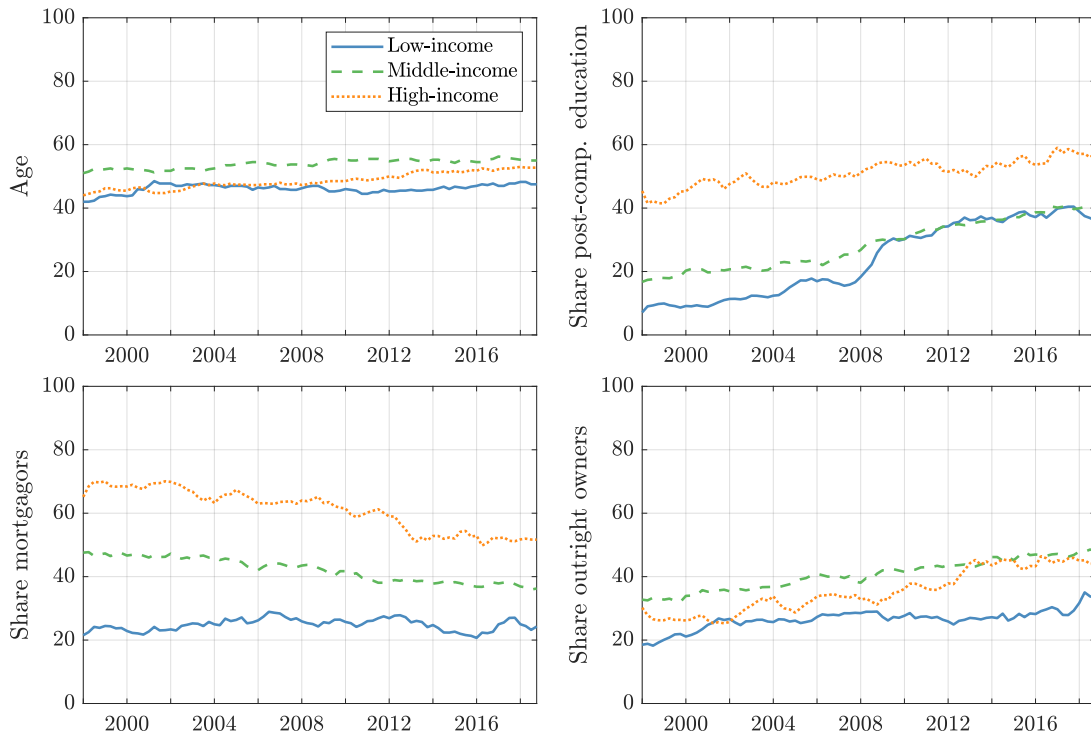 100
80
60
40
20
0
Age
Low-income
Middle-income
High-income
2000 2004 2008 2012 2016
100
80
60
40
20
0
Share post-comp. education
2000 2004 2008 2012 2016
100
80
60
40
20
0
Share mortgagors
2000 2004 2008 2012 2016
100
80
60
40
20
0
Share outright owners
2000 2004 2008 2012 2016